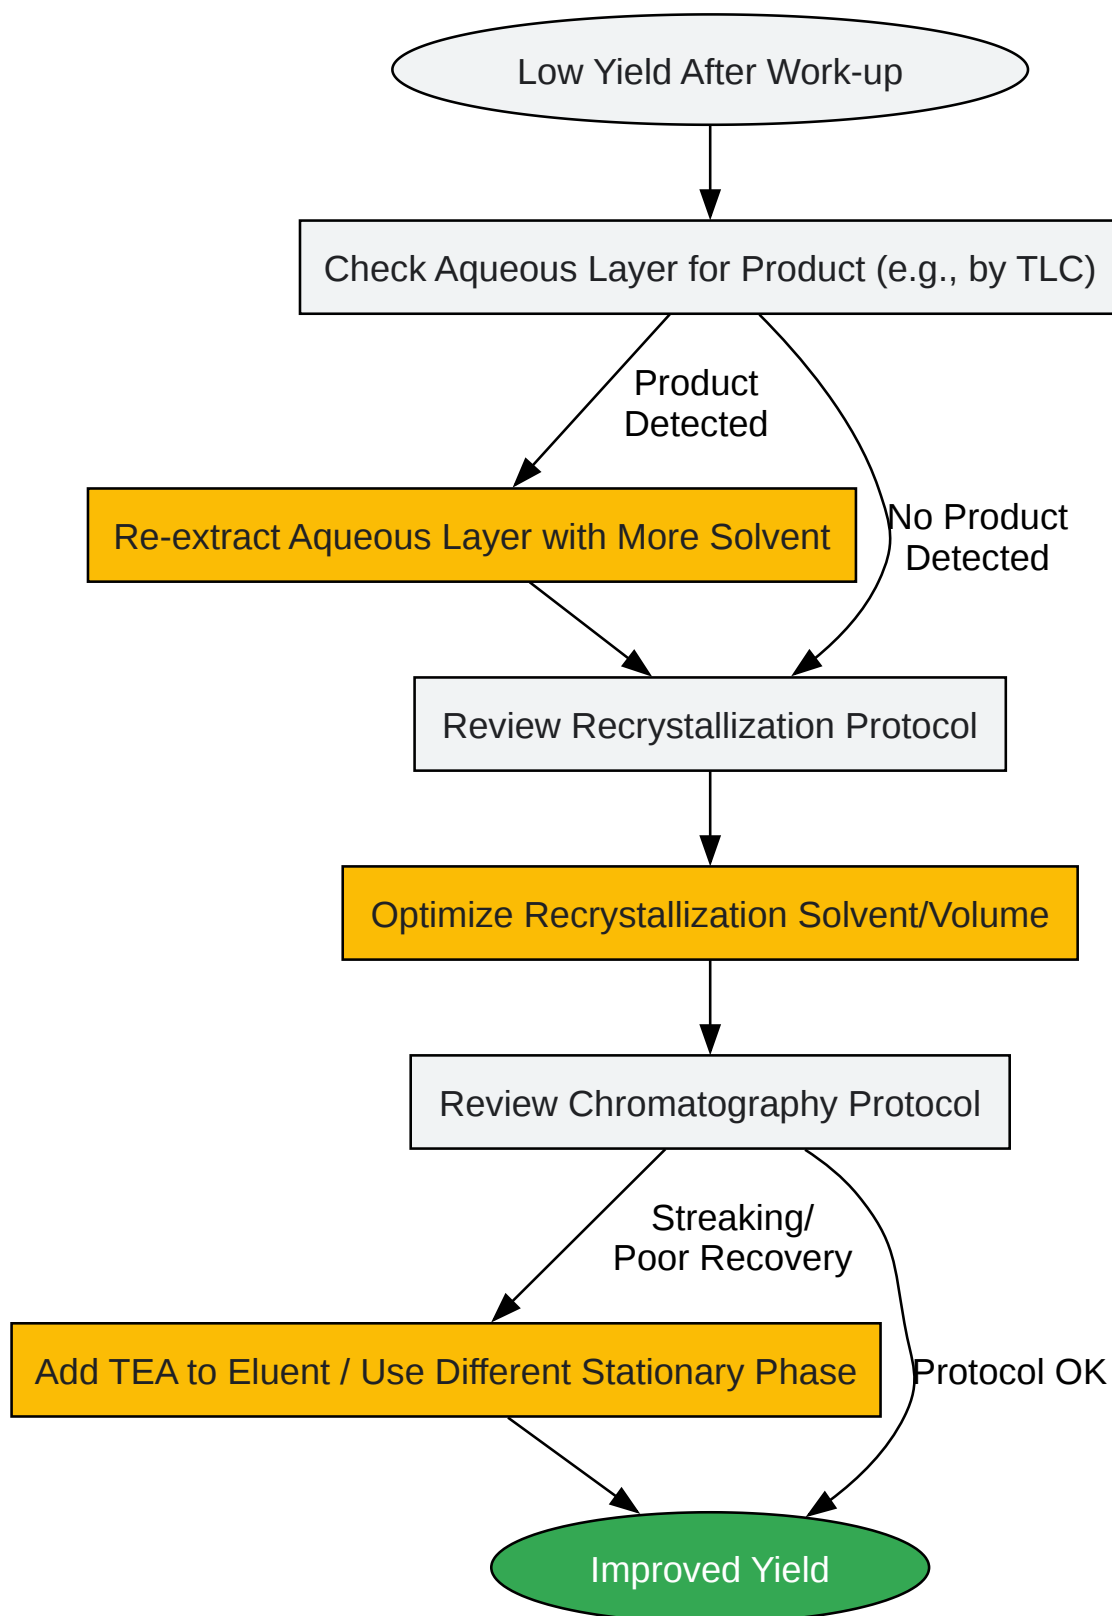 Low Yield After Work-up
Check Aqueous Layer for Product (e.g., by TLC)
Product
Detected
No Product
Detected
Re-extract Aqueous Layer with More Solvent
Review Recrystallization Protocol
Optimize Recrystallization Solvent/Volume
Review Chromatography Protocol
Streaking/
Poor Recovery
Add TEA to Eluent / Use Different Stationary Phase
Protocol OK
Improved Yield